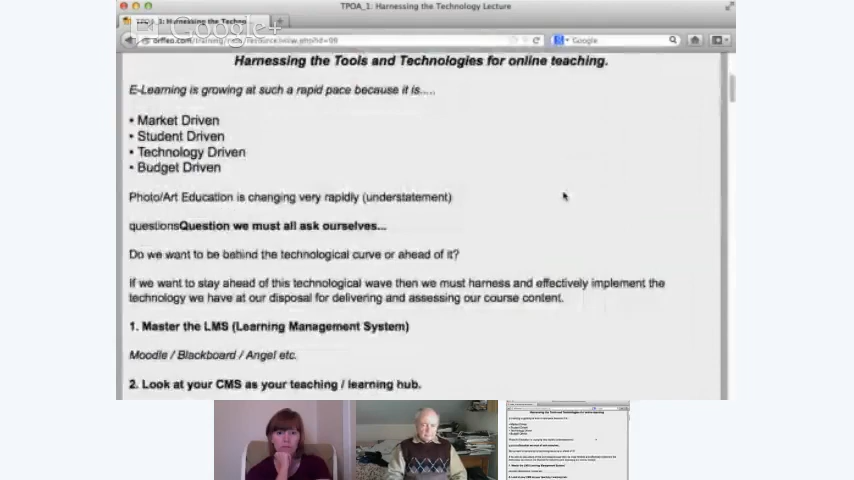 TPOA_1: Harnessing the Technology Lecture
TPOA_1: Harnessing the Techno...
Google+
Google
Harnessing the Tools and Technologies for online teaching.
E-Learning is growing at such a rapid pace because it is.....
• Market Driven
• Student Driven
• Technology Driven
• Budget Driven
Photo/Art Education is changing very rapidly (understatement)
questionsQuestion we must all ask ourselves...
Do we want to be behind the technological curve or ahead of it?
If we want to stay ahead of this technological wave then we must harness and effectively implement the
technology we have at our disposal for delivering and assessing our course content.
1. Master the LMS (Learning Management System)
Moodle / Blackboard / Angel etc.
2. Look at your CMS as your teaching / learning hub.